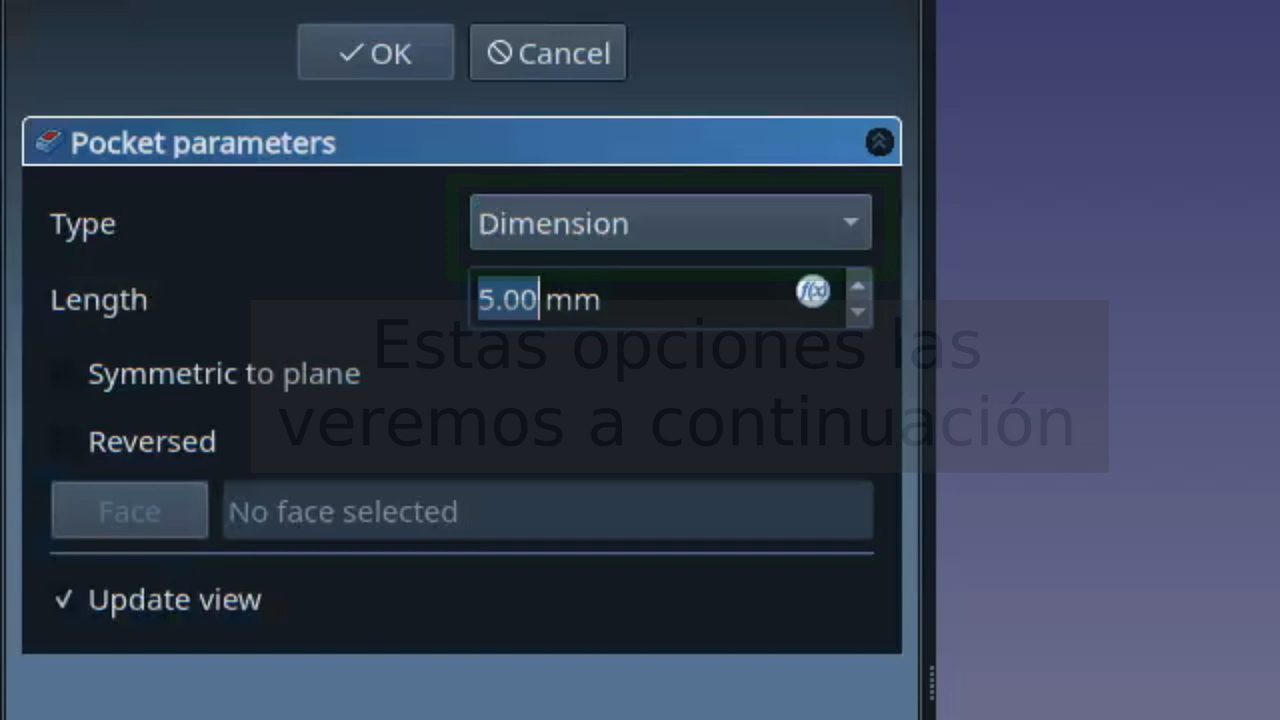 OK Cancel
Pocket parameters
Type Dimension
Length 5.00 mm f(x)
Estas opciones las
Symmetric to plane
veremos a continuación
Reversed
Face No face selected
Update view